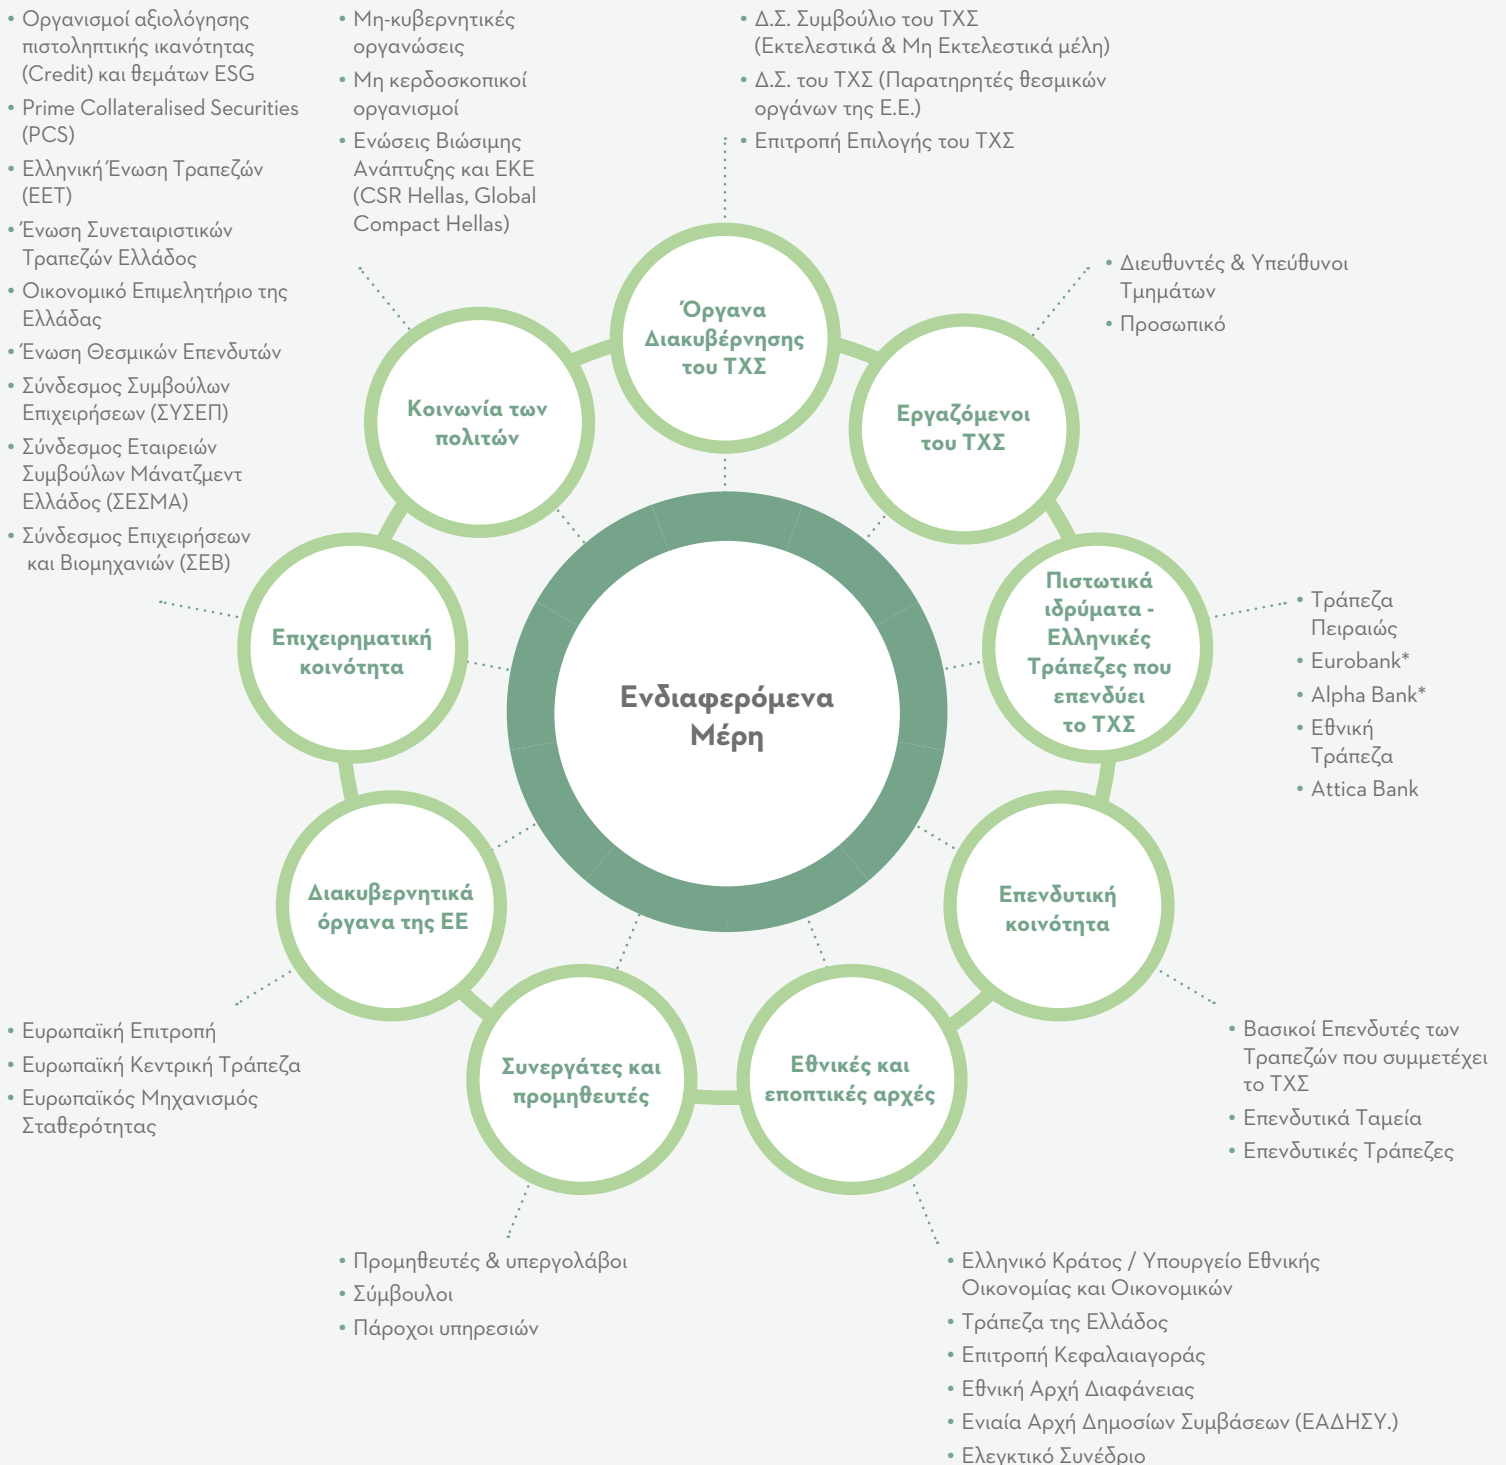 • Οργανισμοί αξιολόγησης
πιστοληπτικής ικανότητας
(Credit) και θεμάτων ESG
• Prime Collateralised Securities
(PCS)
• Ελληνική Ένωση Τραπεζών
(ΕΕΤ)
• Ένωση Συνεταιριστικών
Τραπεζών Ελλάδος
• Οικονομικό Επιμελητήριο της
Ελλάδας
• Ένωση Θεσμικών Επενδυτών
• Σύνδεσμος Συμβούλων
Επιχειρήσεων (ΣΥΣΕΠ)
• Σύνδεσμος Εταιρειών
Συμβούλων Μάνατζμεντ
Ελλάδος (ΣΕΣΜΑ)
• Σύνδεσμος Επιχειρήσεων
και Βιομηχανιών (ΣΕΒ)
• Μη-κυβερνητικές
οργανώσεις
• Μη κερδοσκοπικοί
οργανισμοί
• Ενώσεις Βιώσιμης
Ανάπτυξης και ΕΚΕ
(CSR Hellas, Global
Compact Hellas)
• Δ.Σ. Συμβούλιο του ΤΧΣ
(Εκτελεστικά & Μη Εκτελεστικά μέλη)
• Δ.Σ. του ΤΧΣ (Παρατηρητές θεσμικών
οργάνων της Ε.Ε.)
• Επιτροπή Επιλογής του ΤΧΣ
• Διευθυντές & Υπεύθυνοι
Τμημάτων
• Προσωπικό
Όργανα
Διακυβέρνησης
του ΤΧΣ
Κοινωνία των
πολιτών
Εργαζόμενοι
του ΤΧΣ
Επιχειρηματική
κοινότητα
Πιστωτικά
ιδρύματα -
Ελληνικές
Τράπεζες που
επενδύει
το ΤΧΣ
• Τράπεζα
Πειραιώς
• Eurobank*
• Alpha Bank*
• Εθνική
Τράπεζα
• Attica Bank
Ενδιαφερόμενα
Μέρη
Διακυβερνητικά
όργανα της ΕΕ
Επενδυτική
κοινότητα
• Ευρωπαϊκή Επιτροπή
• Ευρωπαϊκή Κεντρική Τράπεζα
• Ευρωπαϊκός Μηχανισμός
Σταθερότητας
Συνεργάτες και
προμηθευτές
Εθνικές και
εποπτικές αρχές
• Βασικοί Επενδυτές των
Τραπεζών που συμμετέχει
το ΤΧΣ
• Επενδυτικά Ταμεία
• Επενδυτικές Τράπεζες
• Προμηθευτές & υπεργολάβοι
• Σύμβουλοι
• Πάροχοι υπηρεσιών
• Ελληνικό Κράτος / Υπουργείο Εθνικής
Οικονομίας και Οικονομικών
• Τράπεζα της Ελλάδος
• Επιτροπή Κεφαλαιαγοράς
• Εθνική Αρχή Διαφάνειας
• Ενιαία Αρχή Δημοσίων Συμβάσεων (ΕΑΔΗΣΥ.)
• Ελεγκτικό Συνέδριο